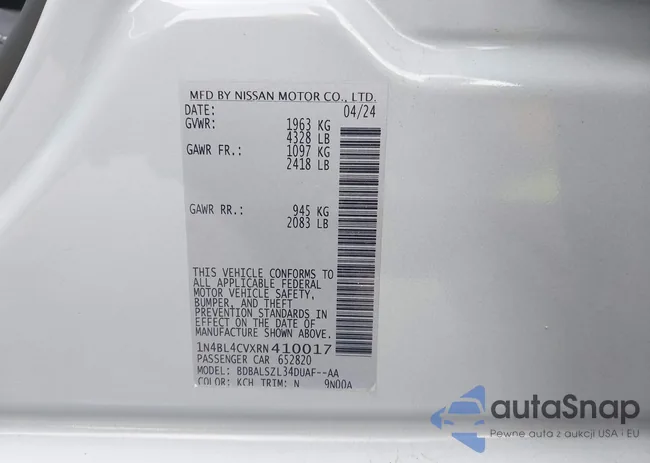 MFD BY NISSAN MOTOR CO., LTD.
DATE: 04/24
GVWR: 1963 KG
4328 LB
GAWR FR.: 1097 KG
2418 LB
GAWR RR.: 945 KG
2083 LB
THIS VEHICLE CONFORMS TO
ALL APPLICABLE FEDERAL
MOTOR VEHICLE SAFETY,
BUMPER, AND THEFT
PREVENTION STANDARDS IN
EFFECT ON THE DATE OF
MANUFACTURE SHOWN ABOVE.
1N4BL4CVXRN410017
PASSENGER CAR 652820
MODEL: BDBALSZL34DUAF--AA
COLOR: KCH TRIM: N 9N00A
autaSnap
Pewne auta z aukcji USA i EU